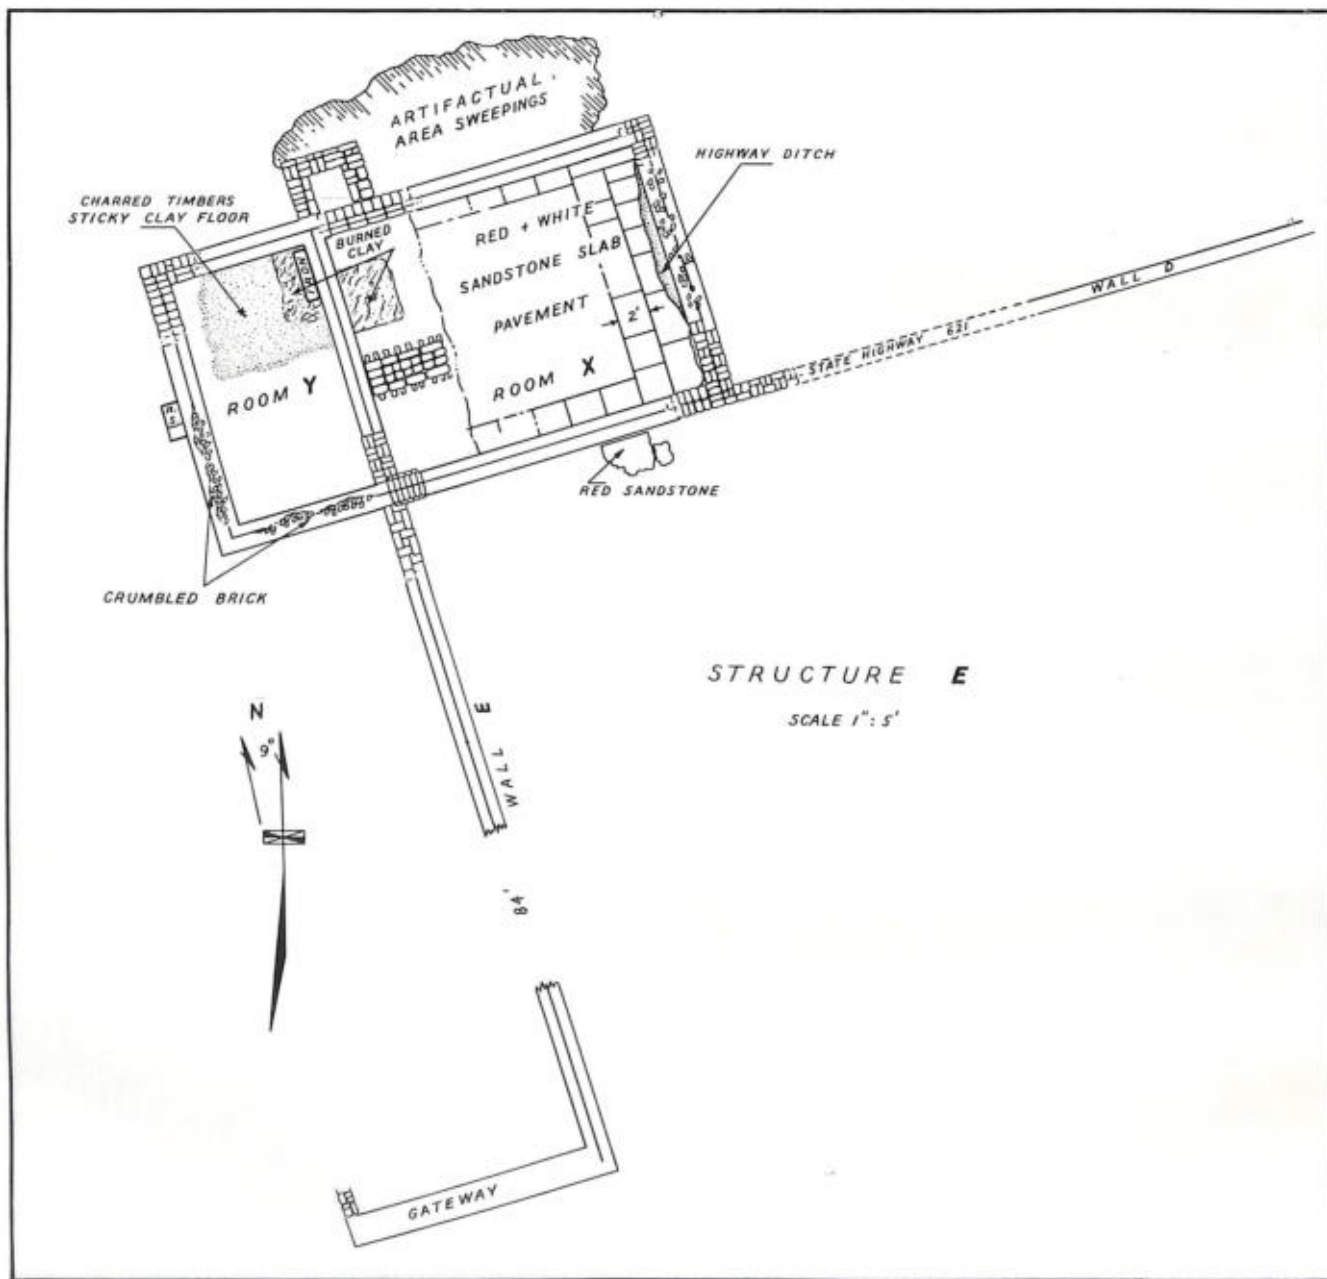 ARTIFACTUAL
AREA SWEEPINGS
HIGHWAY DITCH
CHARRED TIMBERS
STICKY CLAY FLOOR
BURNED
CLAY
RED + WHITE
SANDSTONE SLAB
PAVEMENT
2'
ROOM X
ROOM Y
WALL D
STATE HIGHWAY 621
RED SANDSTONE
CRUMBLED BRICK
STRUCTURE E
SCALE 1": 5'
N
9"
WALL E
84'
GATEWAY